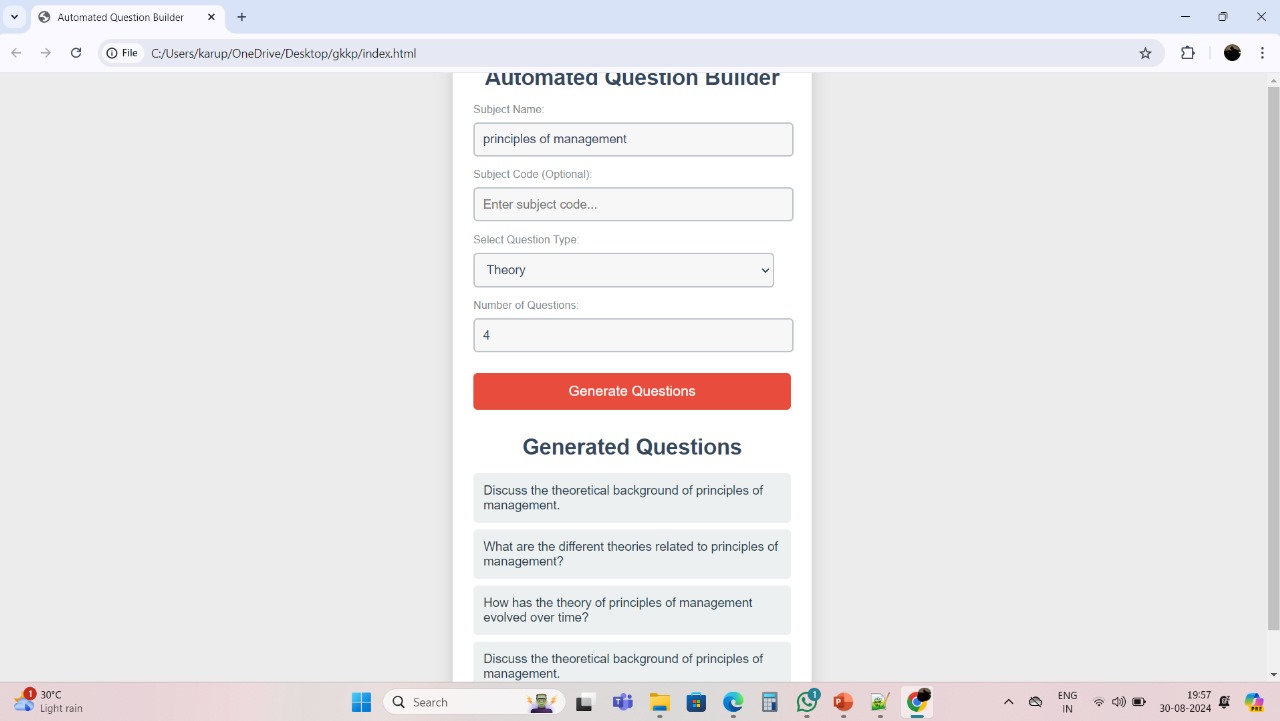 Automated Question Builder
File
C:/Users/karup/OneDrive/Desktop/gkkp/index.html
Automated Question Builder
Subject Name:
principles of management
Subject Code (Optional):
Enter subject code...
Select Question Type:
Theory
Number of Questions:
4
Generate Questions
Generated Questions
Discuss the theoretical background of principles of
management.
What are the different theories related to principles of
management?
How has the theory of principles of management
evolved over time?
Discuss the theoretical background of principles of
management.
1
30°C
Light rain
Search
1
ENG
IN
19:57
30-08-2024
PRE